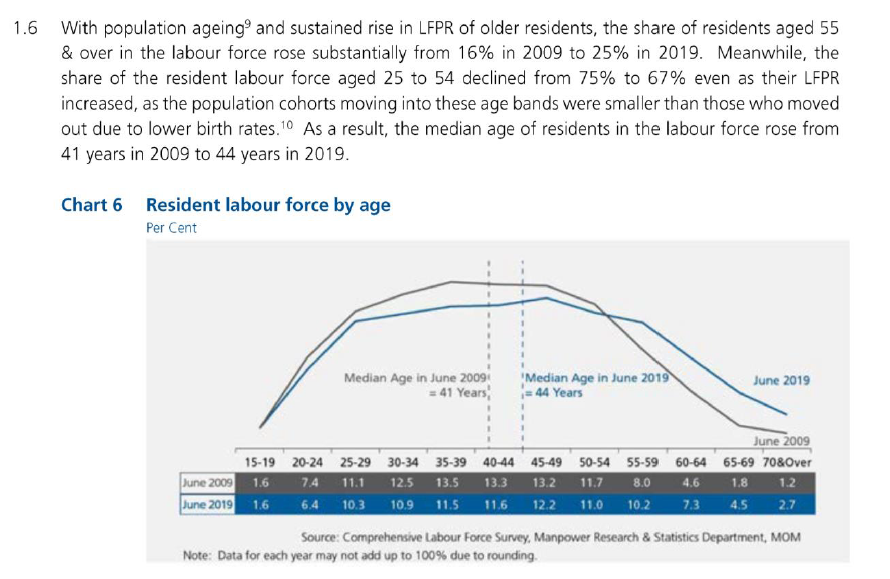 1.6 With population ageing⁹ and sustained rise in LFPR of older residents, the share of residents aged 55
& over in the labour force rose substantially from 16% in 2009 to 25% in 2019. Meanwhile, the
share of the resident labour force aged 25 to 54 declined from 75% to 67% even as their LFPR
increased, as the population cohorts moving into these age bands were smaller than those who moved
out due to lower birth rates.¹⁰ As a result, the median age of residents in the labour force rose from
41 years in 2009 to 44 years in 2019.
Chart 6 Resident labour force by age
Per Cent
Median Age in June 2009
= 41 Years
Median Age in June 2019
= 44 Years
June 2019
June 2009
15-19 20-24 25-29 30-34 35-39 40-44 45-49 50-54 55-59 60-64 65-69 70&Over
June 2009 1.6 7.4 11.1 12.5 13.5 13.3 13.2 11.7 8.0 4.6 1.8 1.2
June 2019 1.6 6.4 10.3 10.9 11.5 11.6 12.2 11.0 10.2 7.3 4.5 2.7
Source: Comprehensive Labour Force Survey, Manpower Research & Statistics Department, MOM
Note: Data for each year may not add up to 100% due to rounding.